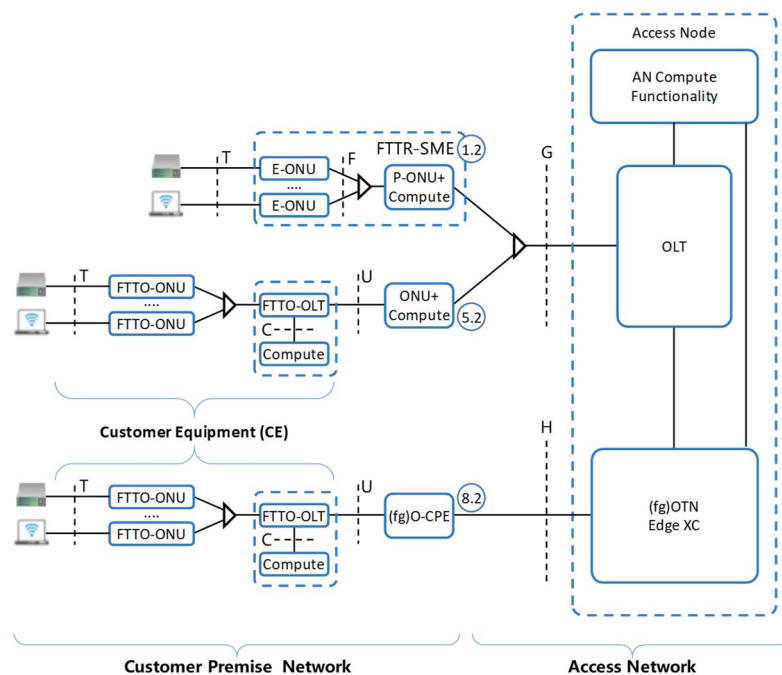 Access Node
AN Compute
Functionality
T
F
FTTR-SME
1.2
G
E-ONU
....
E-ONU
P-ONU+
Compute
OLT
T
FTTO-ONU
....
FTTO-ONU
FTTO-OLT
C
Compute
U
ONU+
Compute
5.2
Customer Equipment (CE)
H
T
FTTO-ONU
....
FTTO-ONU
FTTO-OLT
C
Compute
U
(fg)O-CPE
8.2
(fg)OTN
Edge XC
Customer Premise Network
Access Network